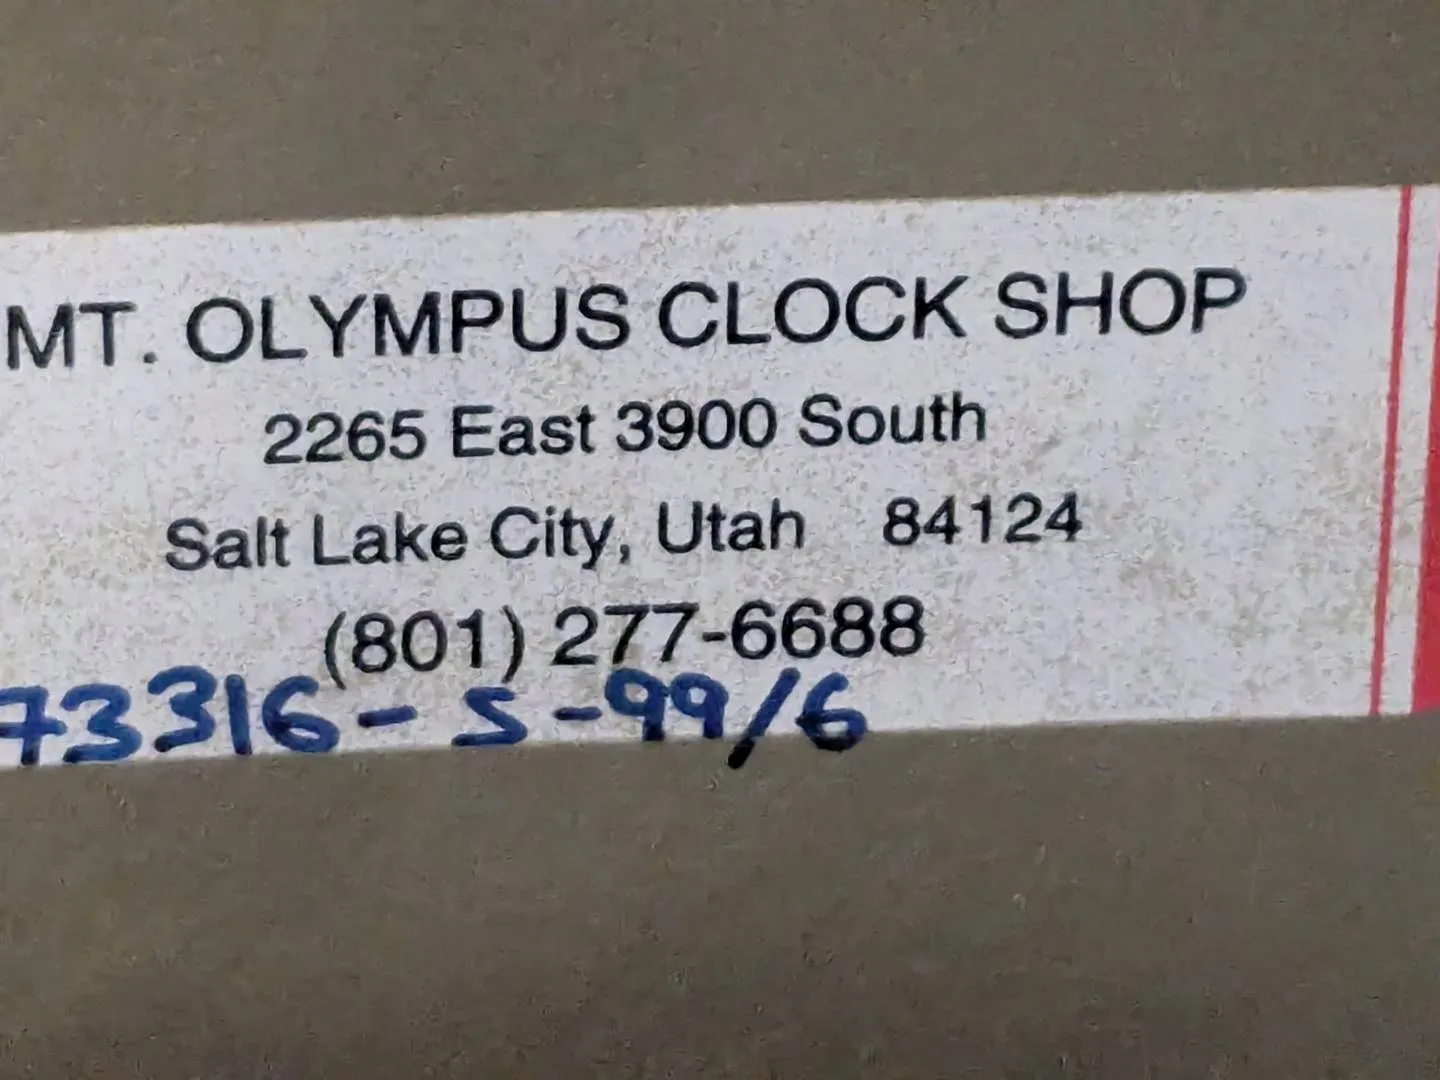 MT. OLYMPUS CLOCK SHOP
2265 East 3900 South
Salt Lake City, Utah 84124
(801) 277-6688
73316-S-99/6